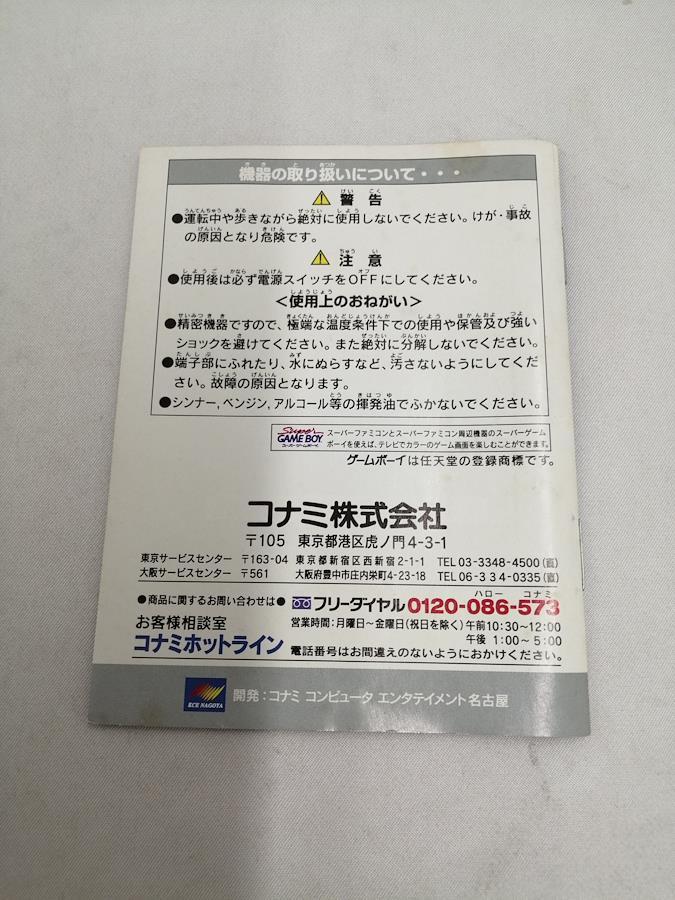 機器の取り扱いについて・・・
警告
●運転中や歩きながら絶対に使用しないでください。けが・事故
の原因となり危険です。
注意
●使用後は必ず電源スイッチをOFFにしてください。
<使用上のおねがい>
●精密機器ですので、極端な温度条件下での使用や保管及び強い
ショックを避けてください。また絶対に分解しないでください。
●端子部にふれたり、水にぬらすなど、汚さないようにしてくだ
さい。故障の原因となります。
●シンナー,ベンジン,アルコール等の揮発油でふかないでください。
Super GAME BOY スーパーゲームボーイ
スーパーファミコンとスーパーファミコン周辺機器のスーパーゲーム
ボーイを使えば、テレビでカラーのゲーム画面を楽しむことができます。
ゲームボーイは任天堂の登録商標です。
コナミ株式会社
〒105 東京都港区虎ノ門4-3-1
東京サービスセンター 〒163-04 東京都新宿区西新宿2-1-1 TEL03-3348-4500(直)
大阪サービスセンター 〒561 大阪府豊中市庄内栄町4-23-18 TEL06-334-0335(直)
ハロー コナミ
●商品に関するお問い合わせは● フリーダイヤル 0120-086-573
お客様相談室 営業時間:月曜日〜金曜日(祝日を除く)午前10:30〜12:00
午後 1:00〜5:00
コナミホットライン 電話番号はお間違えのないようにおかけください。
KCE NAGOYA 開発:コナミ コンピュータ エンタテイメント名古屋